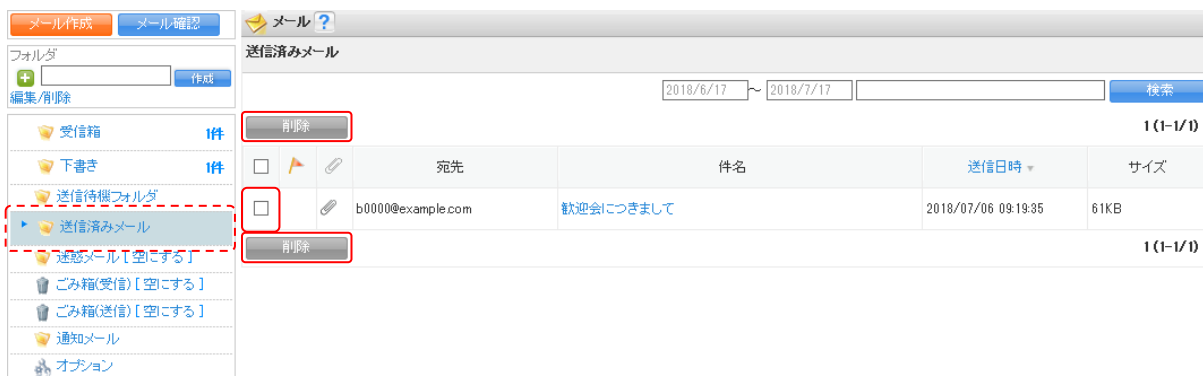 メール作成 メール確認
フォルダ
作成
編集/削除
受信箱 1件
下書き 1件
送信待機フォルダ
送信済みメール
迷惑メール [ 空にする ]
ごみ箱(受信) [ 空にする ]
ごみ箱(送信) [ 空にする ]
通知メール
オプション
メール ?
送信済みメール
2018/6/17 ～ 2018/7/17 検索
削除 1 (1-1/1)
宛先 件名 送信日時 ▼ サイズ
b0000@example.com 歓迎会につきまして 2018/07/06 09:19:35 61KB
削除 1 (1-1/1)